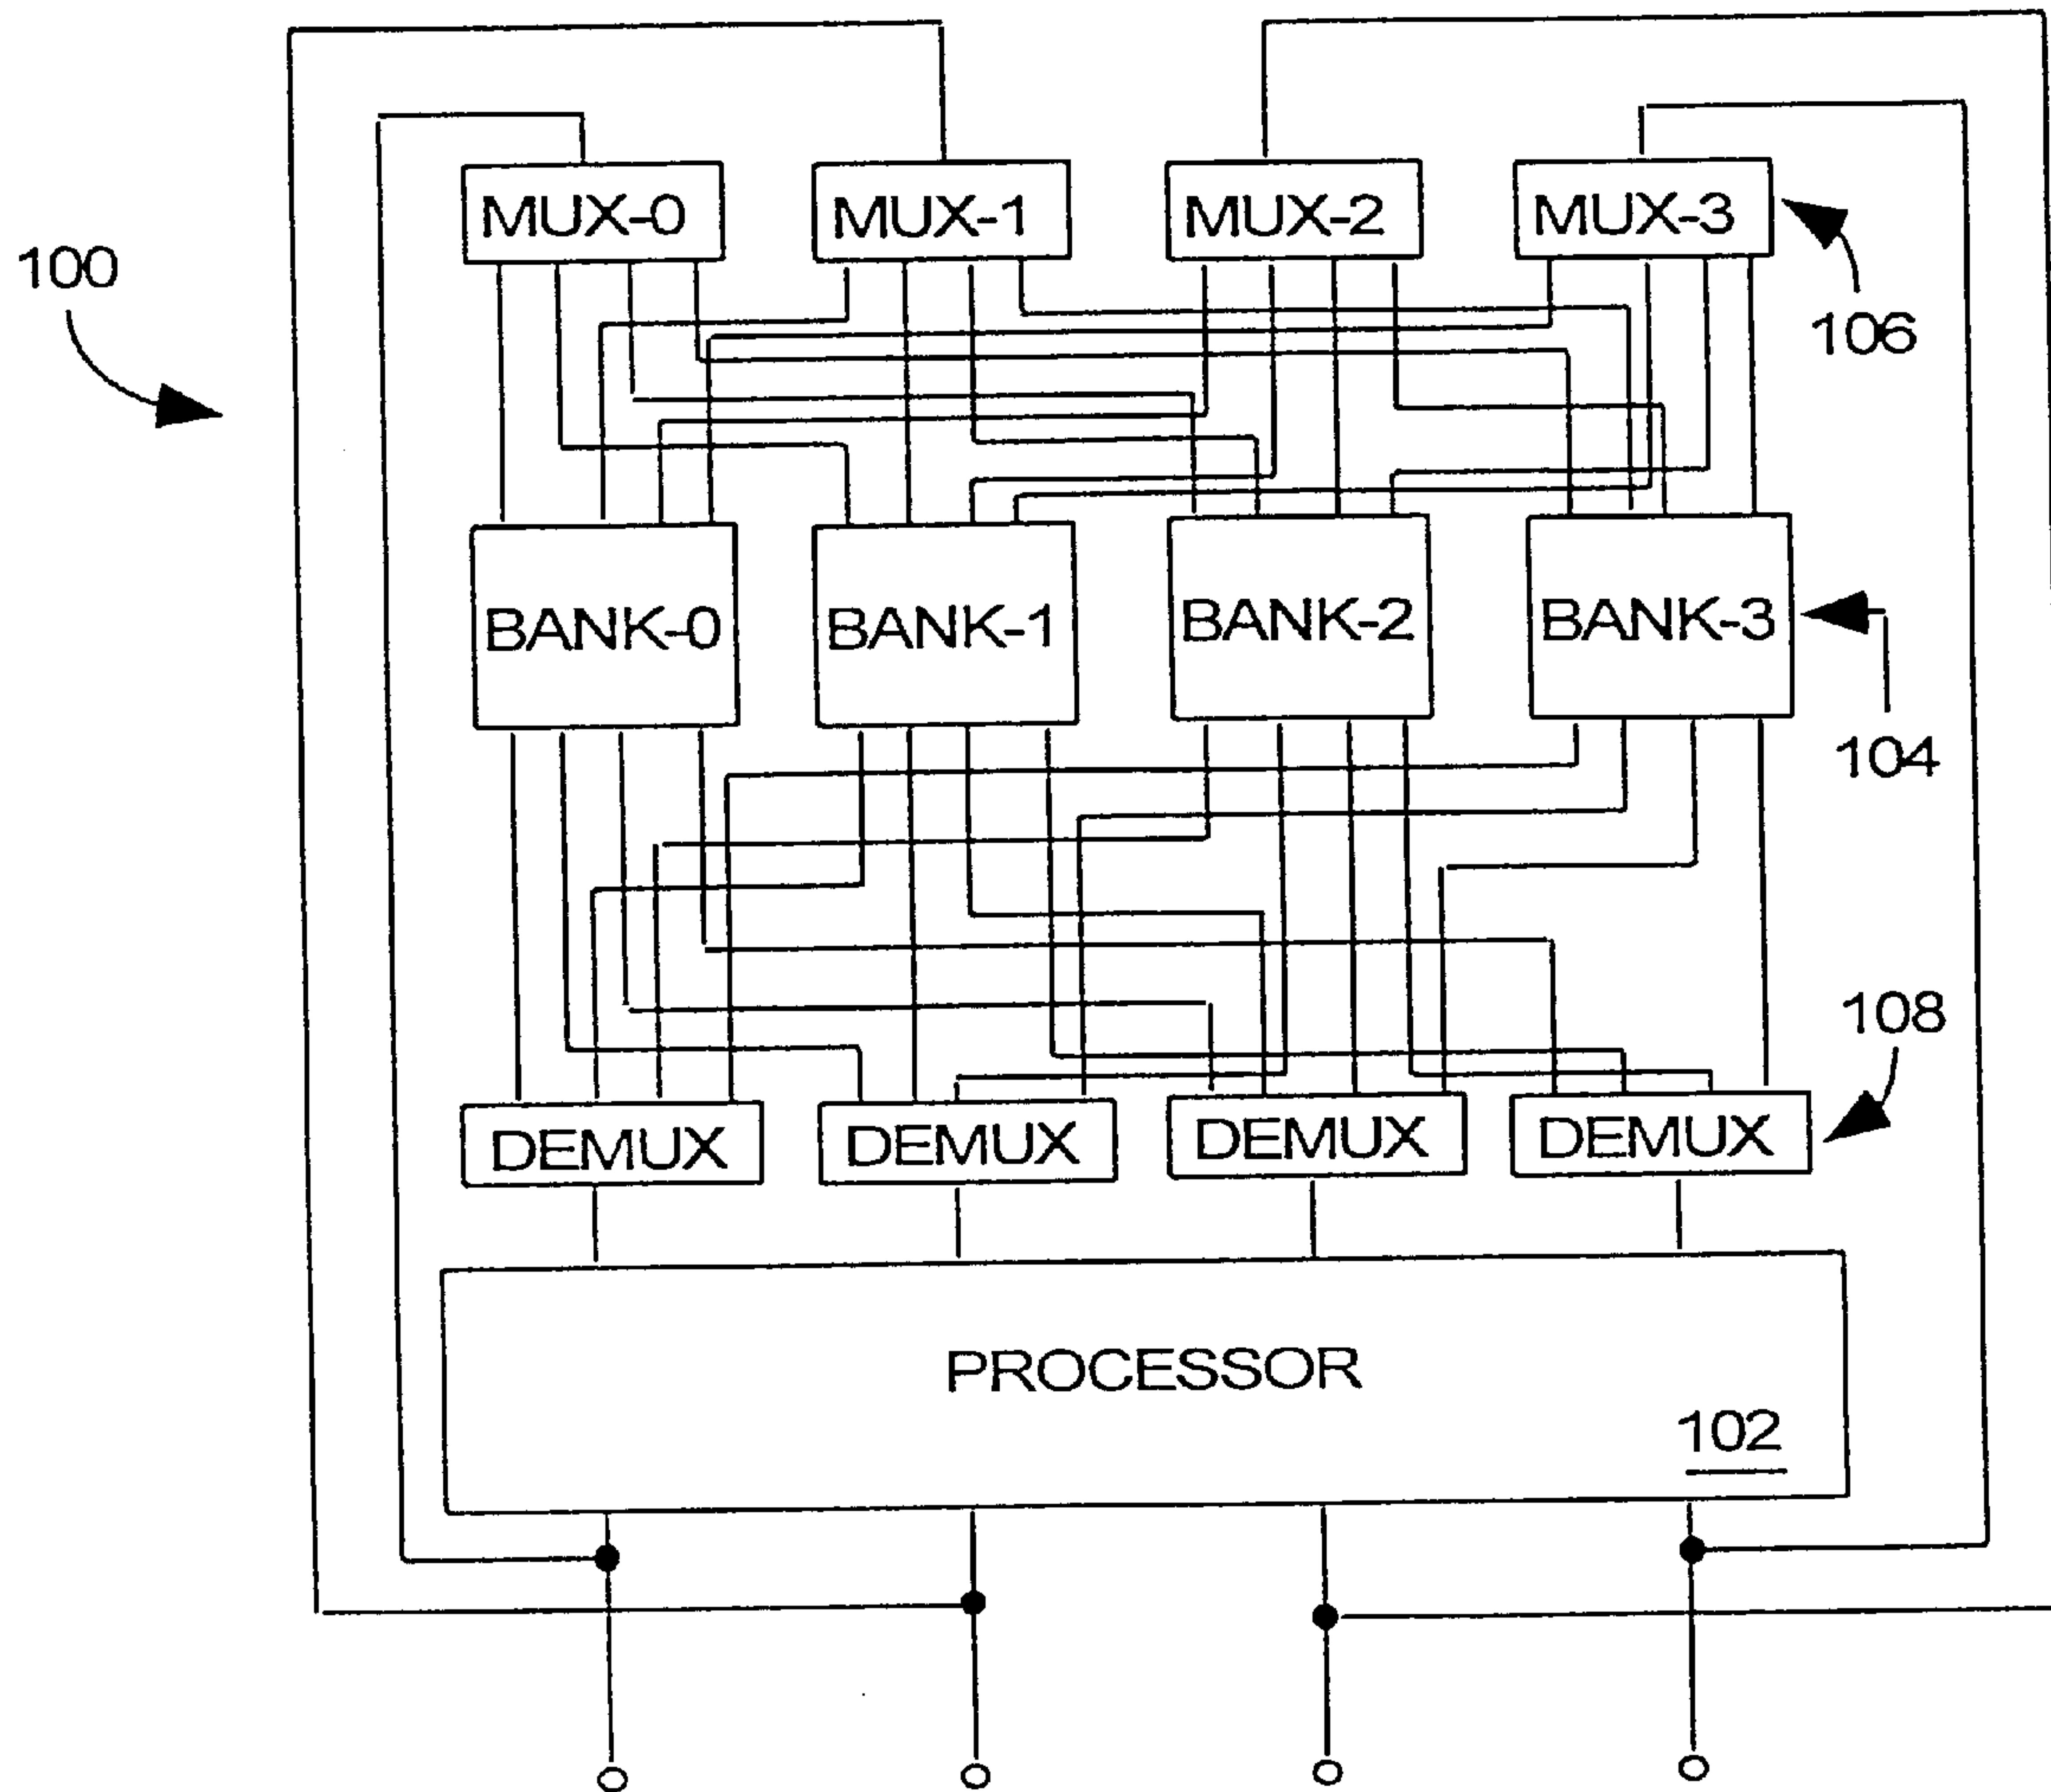 MUX-0 MUX-1 MUX-2 MUX-3
100
106
BANK-0 BANK-1 BANK-2 BANK-3
104
108
DEMUX DEMUX DEMUX DEMUX
PROCESSOR
102